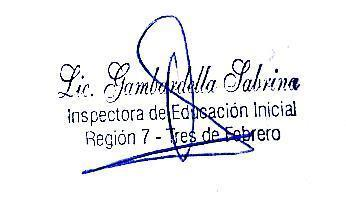 Lic. Gambardella Sabrina
Inspectora de Educación Inicial
Región 7 - Tres de Febrero